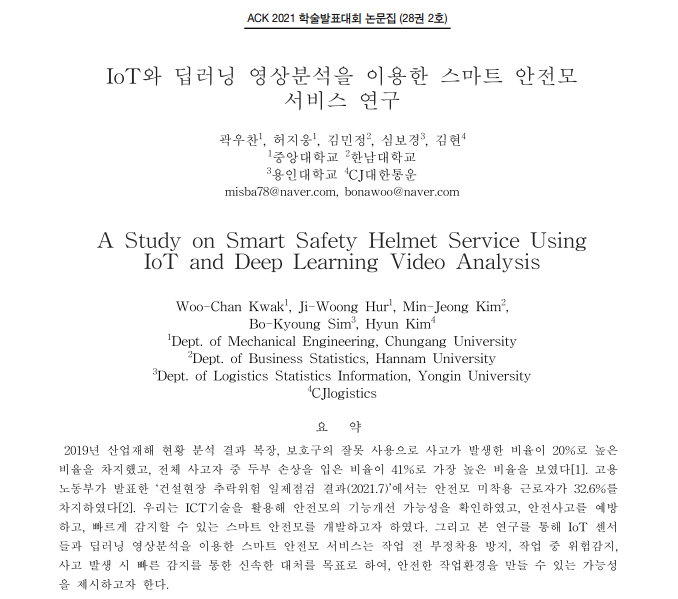 ACK 2021 학술발표대회 논문집 (28권 2호)
IoT와 딥러닝 영상분석을 이용한 스마트 안전모
서비스 연구
곽우찬1, 허지웅1, 김민정2, 심보경3, 김현4
1중앙대학교 2한남대학교
3용인대학교 4CJ대한통운
misba78@naver.com, bonawoo@naver.com
A Study on Smart Safety Helmet Service Using
IoT and Deep Learning Video Analysis
Woo-Chan Kwak1, Ji-Woong Hur1, Min-Jeong Kim2,
Bo-Kyoung Sim3, Hyun Kim4
1Dept. of Mechanical Engineering, Chungang University
2Dept. of Business Statistics, Hannam University
3Dept. of Logistics Statistics Information, Yongin University
4CJlogistics
요 약
2019년 산업재해 현황 분석 결과 복장, 보호구의 잘못 사용으로 사고가 발생한 비율이 20%로 높은
비율을 차지했고, 전체 사고자 중 두부 손상을 입은 비율이 41%로 가장 높은 비율을 보였다[1]. 고용
노동부가 발표한 '건설현장 추락위험 일제점검 결과(2021.7)'에서는 안전모 미착용 근로자가 32.6%를
차지하였다[2]. 우리는 ICT기술을 활용해 안전모의 기능개선 가능성을 확인하였고, 안전사고를 예방
하고, 빠르게 감지할 수 있는 스마트 안전모를 개발하고자 하였다. 그리고 본 연구를 통해 IoT 센서
들과 딥러닝 영상분석을 이용한 스마트 안전모 서비스는 작업 전 부정착용 방지, 작업 중 위험감지,
사고 발생 시 빠른 감지를 통한 신속한 대처를 목표로 하여, 안전한 작업환경을 만들 수 있는 가능성
을 제시하고자 한다.